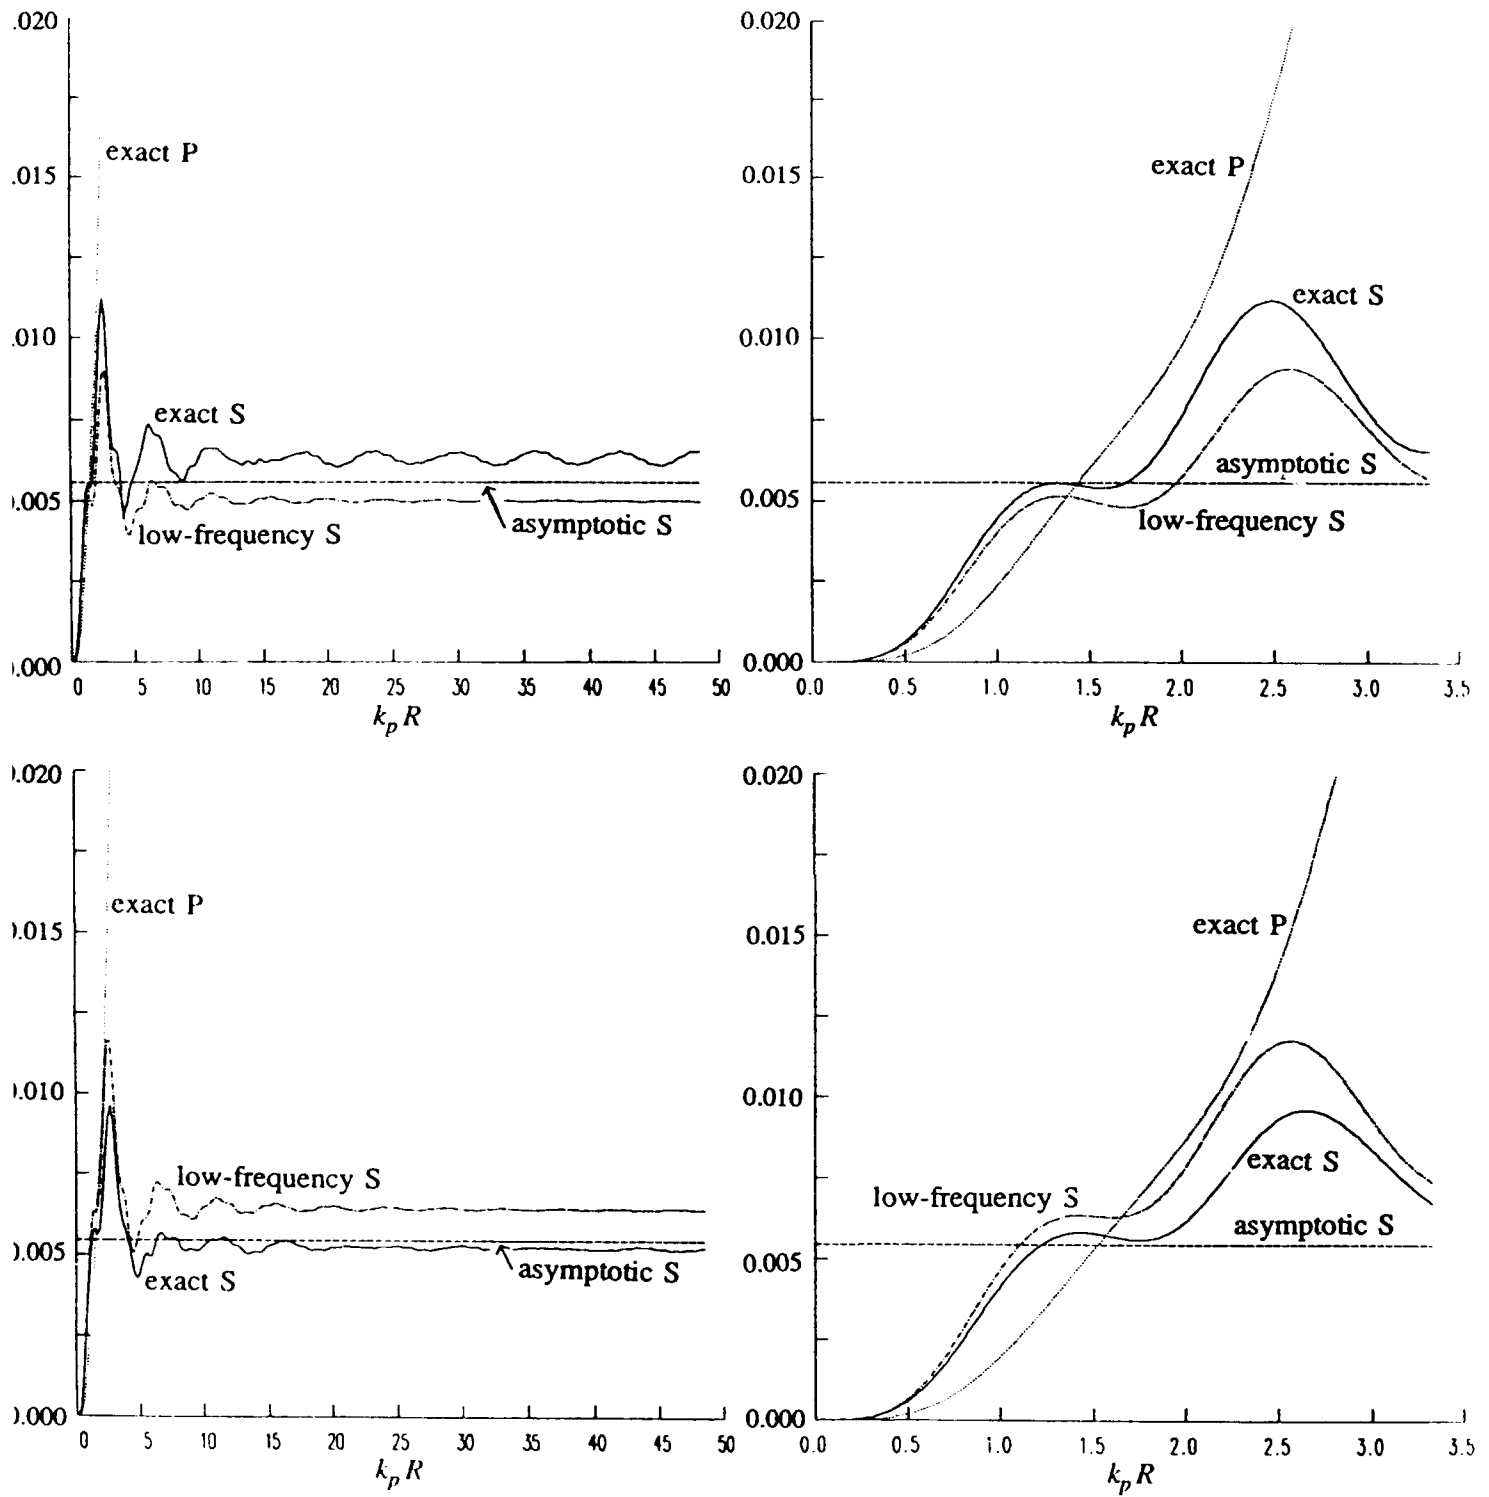 .020
.015
.010
.005
).000
exact P
exact S
low-frequency S
asymptotic S
0 5 10 15 20 25 30 35 40 45 50
k_p R
0.020
0.015
0.010
0.005
0.000
exact P
exact S
asymptotic S
low-frequency S
0.0 0.5 1.0 1.5 2.0 2.5 3.0 3.5
k_p R
).020
).015
).010
).005
).000
exact P
low-frequency S
exact S
asymptotic S
0 5 10 15 20 25 30 35 40 45 50
k_p R
0.020
0.015
0.010
0.005
0.000
exact P
exact S
low-frequency S
asymptotic S
0.0 0.5 1.0 1.5 2.0 2.5 3.0 3.5
k_p R